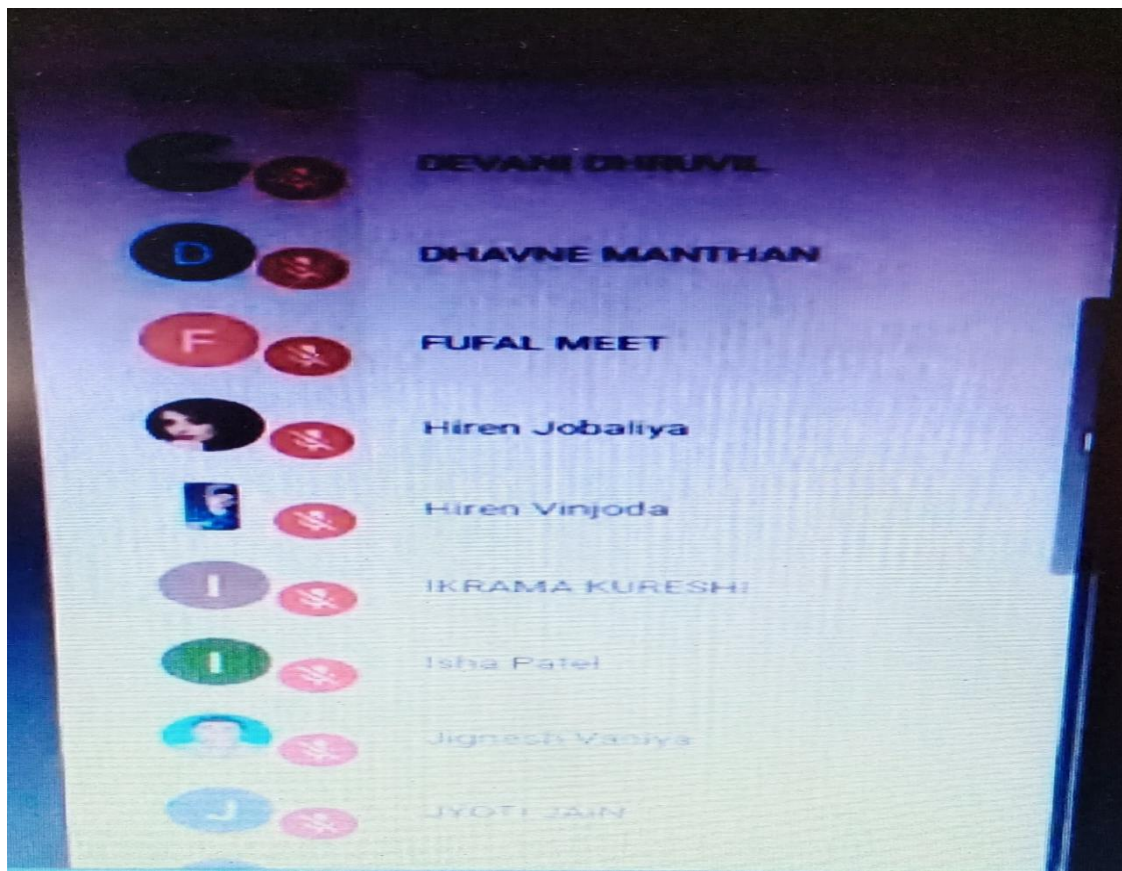 DEVANI DHRUVIL
D DHAVNE MANTHAN
F FUFAL MEET
Hiren Jobaliya
Hiren Vinjoda
I IKRAMA KURESHI
I Isha Patel
Jignesh Vaniya
J JYOTI JAIN